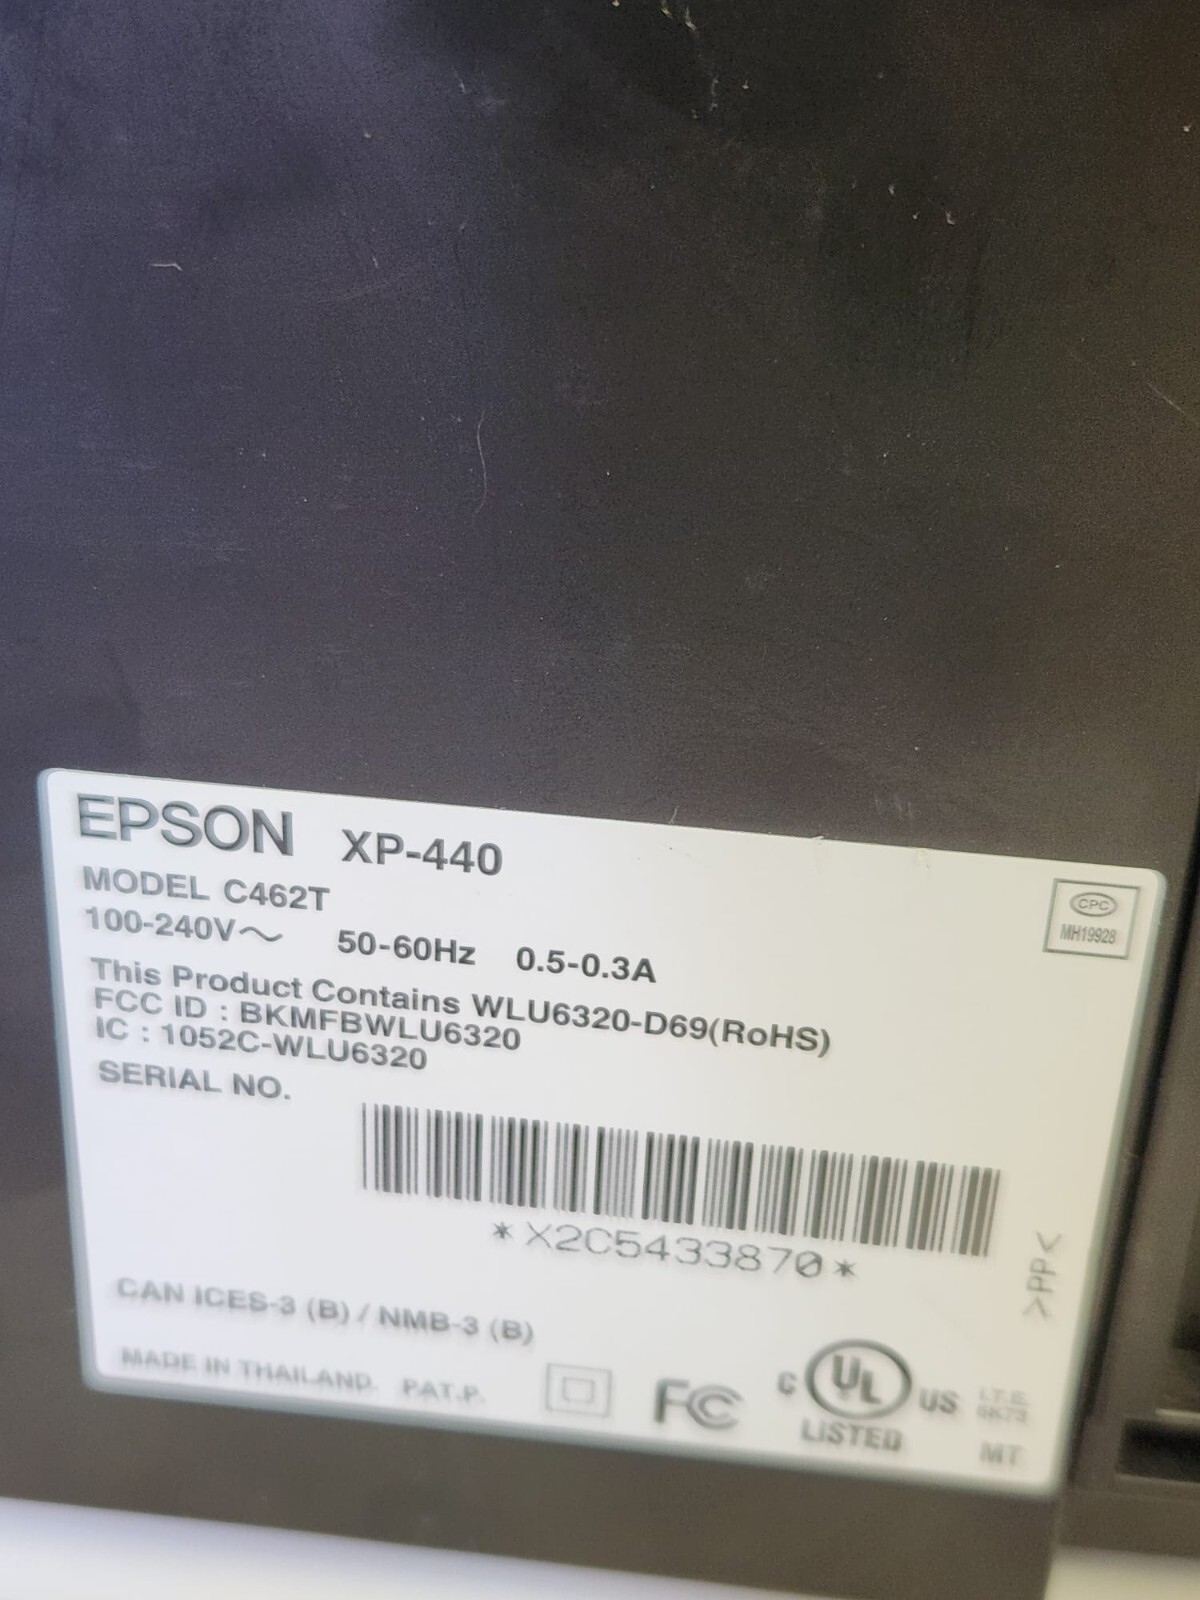 EPSON XP-440
MODEL C462T
100-240V~ 50-60Hz 0.5-0.3A
CPC
MH19928
This Product Contains WLU6320-D69(RoHS)
FCC ID : BKMFBWLU6320
IC : 1052C-WLU6320
SERIAL NO.
*X2C5433870*
>PP<
CAN ICES-3 (B) / NMB-3 (B)
MADE IN THAILAND. PAT.P.
FC
C UL US
LISTED
I.T.E.
MT